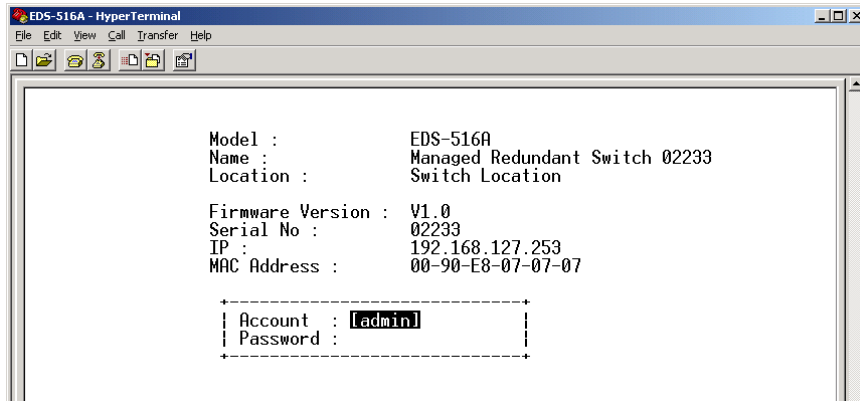 EDS-516A - HyperTerminal
File Edit View Call Transfer Help
Model : EDS-516A
Name : Managed Redundant Switch 02233
Location : Switch Location
Firmware Version : V1.0
Serial No : 02233
IP : 192.168.127.253
MAC Address : 00-90-E8-07-07-07
+-----------------------------+
| Account : [admin] |
| Password : |
+-----------------------------+